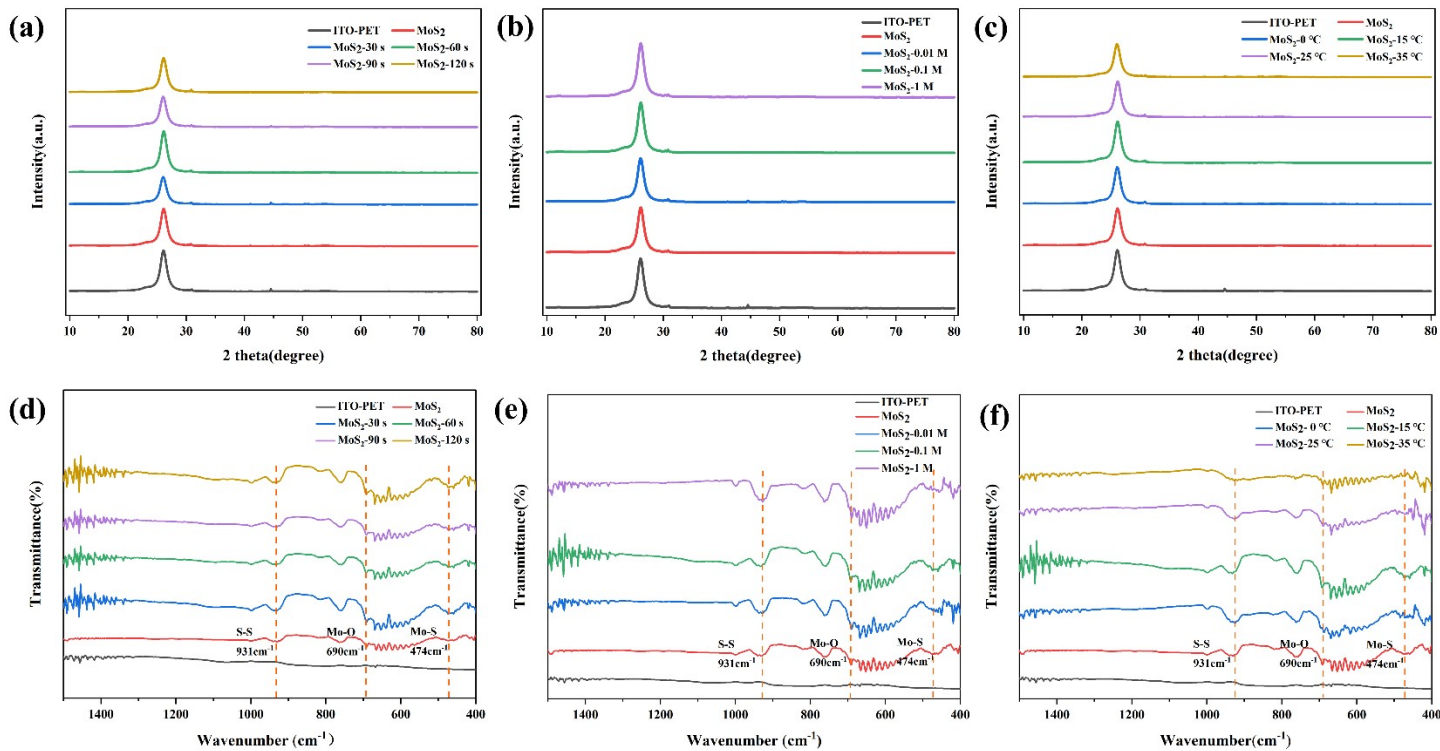 (a)
ITO-PET MoS₂
MoS₂-30 s MoS₂-60 s
MoS₂-90 s MoS₂-120 s
Intensity(a.u.)
10 20 30 40 50 60 70 80
2 theta(degree)
(b)
ITO-PET
MoS₂
MoS₂-0.01 M
MoS₂-0.1 M
MoS₂-1 M
Intensity(a.u.)
10 20 30 40 50 60 70 80
2 theta(degree)
(c)
ITO-PET MoS₂
MoS₂-0 °C MoS₂-15 °C
MoS₂-25 °C MoS₂-35 °C
Intensity(a.u.)
10 20 30 40 50 60 70 80
2 theta(degree)
(d)
ITO-PET MoS₂
MoS₂-30 s MoS₂-60 s
MoS₂-90 s MoS₂-120 s
Transmittance(%)
S-S Mo-O Mo-S
931cm⁻¹ 690cm⁻¹ 474cm⁻¹
1400 1200 1000 800 600 400
Wavenumber (cm⁻¹)
(e)
ITO-PET
MoS₂
MoS₂-0.01 M
MoS₂-0.1 M
MoS₂-1 M
Transmittance(%)
S-S Mo-O Mo-S
931cm⁻¹ 690cm⁻¹ 474cm⁻¹
1400 1200 1000 800 600 400
Wavenumber (cm⁻¹)
(f)
ITO-PET MoS₂
MoS₂- 0 °C MoS₂-15 °C
MoS₂-25 °C MoS₂-35 °C
Transmittance(%)
S-S Mo-O Mo-S
931cm⁻¹ 690cm⁻¹ 474cm⁻¹
1400 1200 1000 800 600 400
Wavenumber(cm⁻¹)